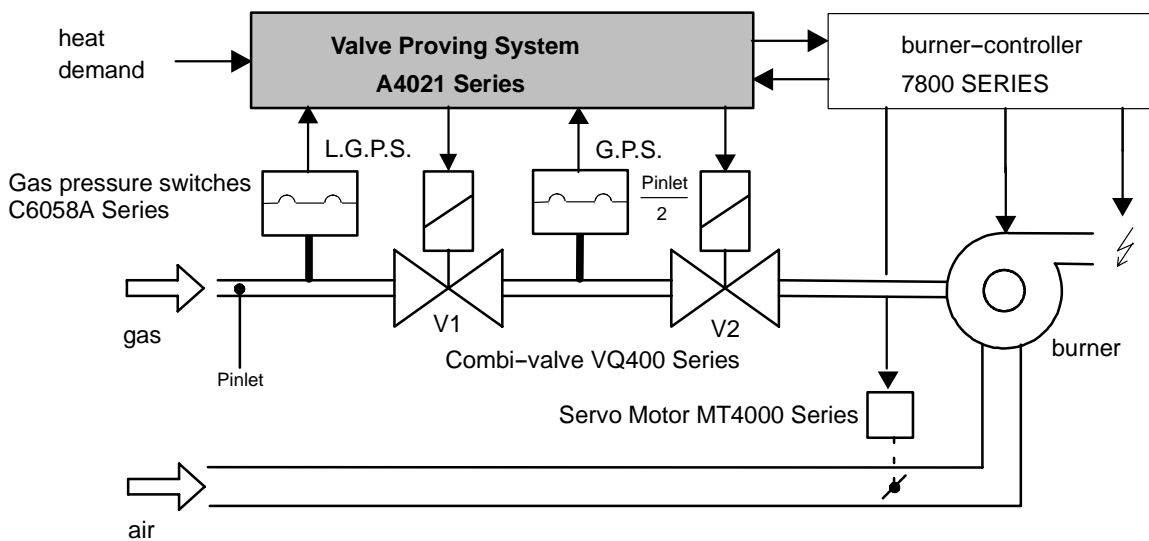 heat
demand
Valve Proving System
A4021 Series
burner-controller
7800 SERIES
L.G.P.S.
G.P.S.
Gas pressure switches
C6058A Series
Pinlet
2
gas
V1
V2
burner
Combi-valve VQ400 Series
Pinlet
Servo Motor MT4000 Series
air